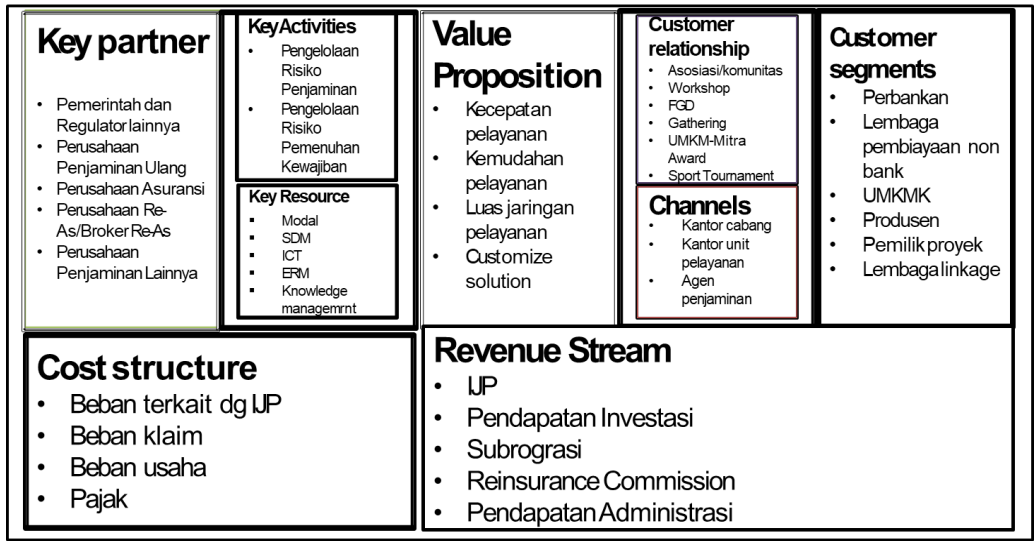 Key partner
• Pemerintah dan
Regulator lainnya
• Perusahaan
Penjaminan Ulang
• Perusahaan Asuransi
• Perusahaan Re-
As/Broker Re-As
• Perusahaan
Penjaminan Lainnya
Key Activities
• Pengelolaan
Risiko
Penjaminan
• Pengelolaan
Risiko
Pemenuhan
Kewajiban
Key Resource
▪ Modal
▪ SDM
▪ ICT
▪ ERM
▪ Knowledge
managemrnt
Value
Proposition
• Kecepatan
pelayanan
• Kemudahan
pelayanan
• Luas jaringan
pelayanan
• Customize
solution
Customer
relationship
• Asosiasi/komunitas
• Workshop
• FGD
• Gathering
• UMKM-Mitra
Award
• Sport Tournament
Channels
• Kantor cabang
• Kantor unit
pelayanan
• Agen
penjaminan
Customer
segments
• Perbankan
• Lembaga
pembiayaan non
bank
• UMKMK
• Produsen
• Pemilik proyek
• Lembaga linkage
Cost structure
• Beban terkait dg IJP
• Beban klaim
• Beban usaha
• Pajak
Revenue Stream
• IJP
• Pendapatan Investasi
• Subrograsi
• Reinsurance Commission
• Pendapatan Administrasi